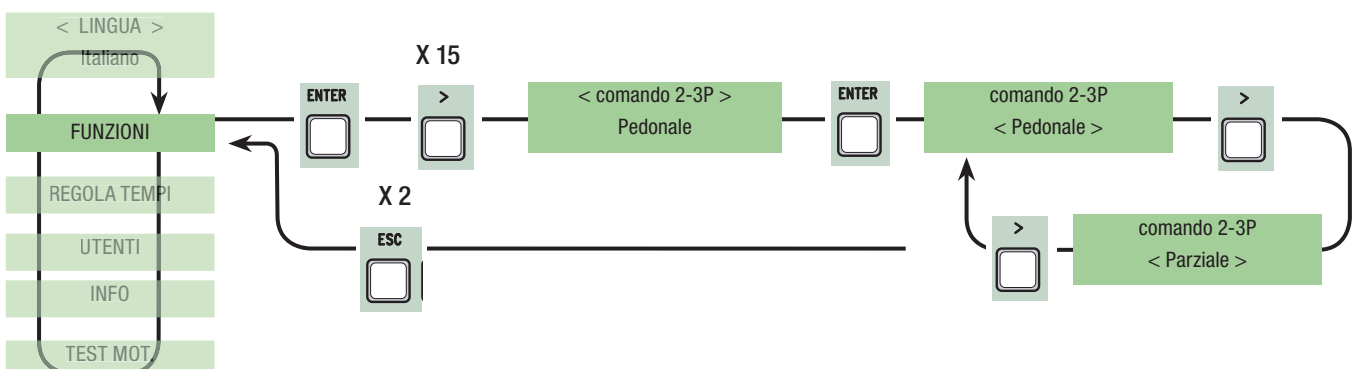 < LINGUA >
Italiano
FUNZIONI
REGOLA TEMPI
UTENTI
INFO
TEST MOT.
ENTER
X 15
>
< comando 2-3P >
Pedonale
ENTER
comando 2-3P
< Pedonale >
>
comando 2-3P
< Parziale >
>
X 2
ESC